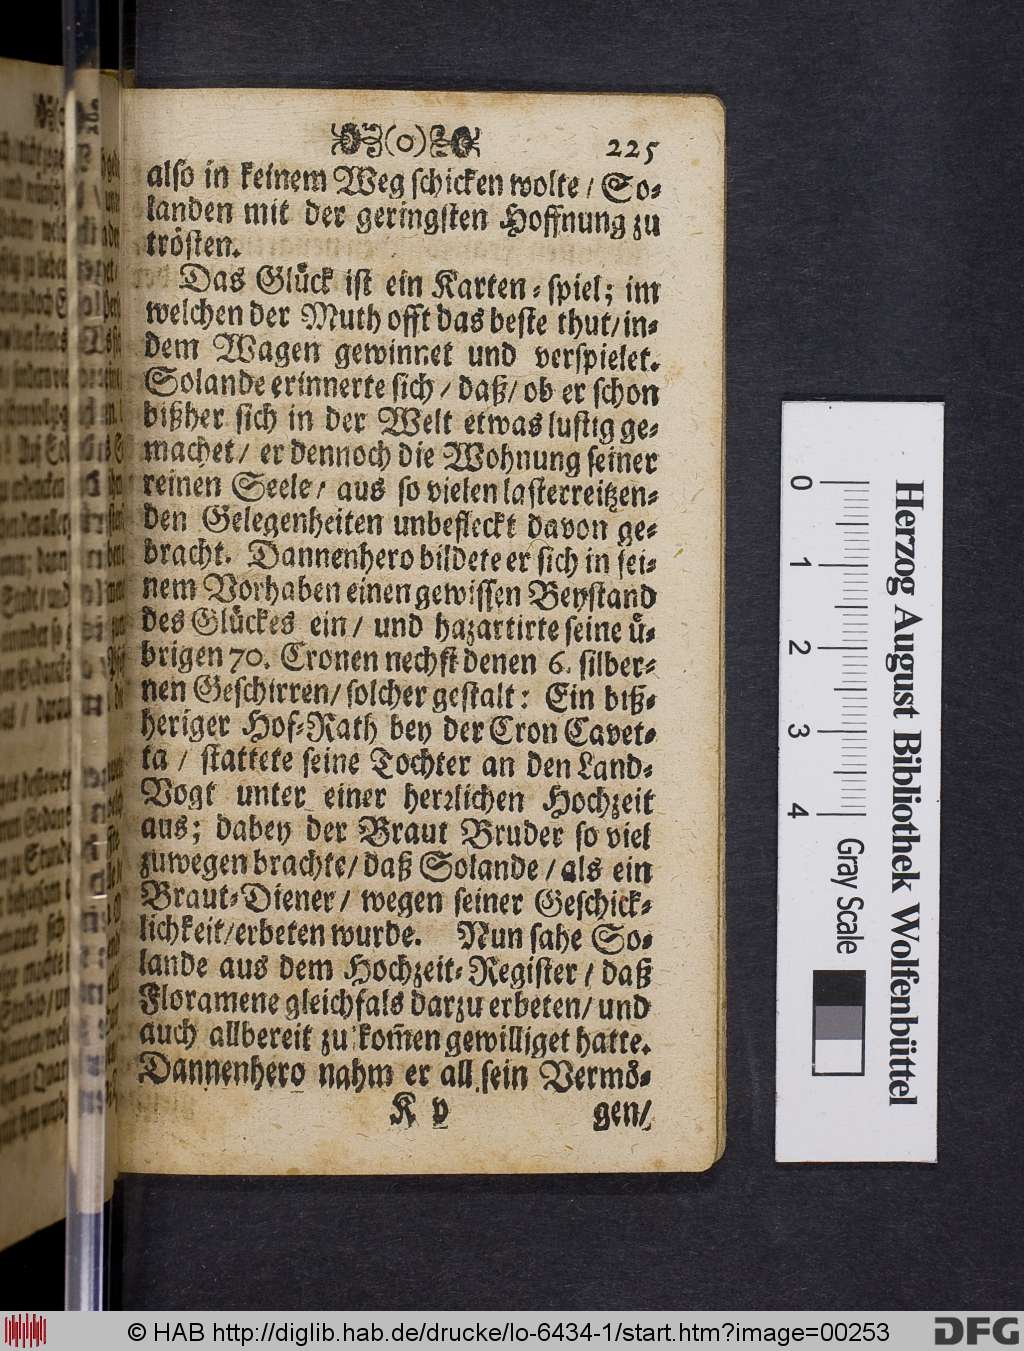 (o) 225
also in keinem Weg schicken wolte / So-
landen mit der geringsten Hoffnung zu
trösten.
Das Glück ist ein Karten-spiel; im
welchen der Muth offt das beste thut/ in-
dem Wagen gewinnet und verspielet.
Solande erinnerte sich / daß/ ob er schon
bißher sich in der Welt etwas lustig ge-
machet/ er dennoch die Wohnung seiner
reinen Seele/ aus so vielen lasterreitzen-
den Gelegenheiten unbefleckt davon ge-
bracht. Dannenhero bildete er sich in sei-
nem Vorhaben einen gewissen Beystand
des Glückes ein/ und hazartirte seine ü-
brigen 70. Cronen nechst denen 6. silber-
nen Geschirren/ solcher gestalt: Ein biß-
heriger Hof-Rath bey der Cron Cavet-
ta / stattete seine Tochter an den Land-
Vogt unter einer herrlichen Hochzeit
aus; dabey der Braut Bruder so viel
zuwegen brachte/ daß Solande / als ein
Braut-Diener/ wegen seiner Geschick-
lichkeit/erbeten wurde. Nun sahe So-
lande aus dem Hochzeit-Register/ daß
Floramene gleichfals darzu erbeten/ und
auch allbereit zu kom̃en gewilliget hatte.
Dannenhero nahm er all sein Vermö-
K v gen/
Herzog August Bibliothek Wolfenbüttel
0 1 2 3 4 Gray Scale
© HAB http://diglib.hab.de/drucke/lo-6434-1/start.htm?image=00253
DFG